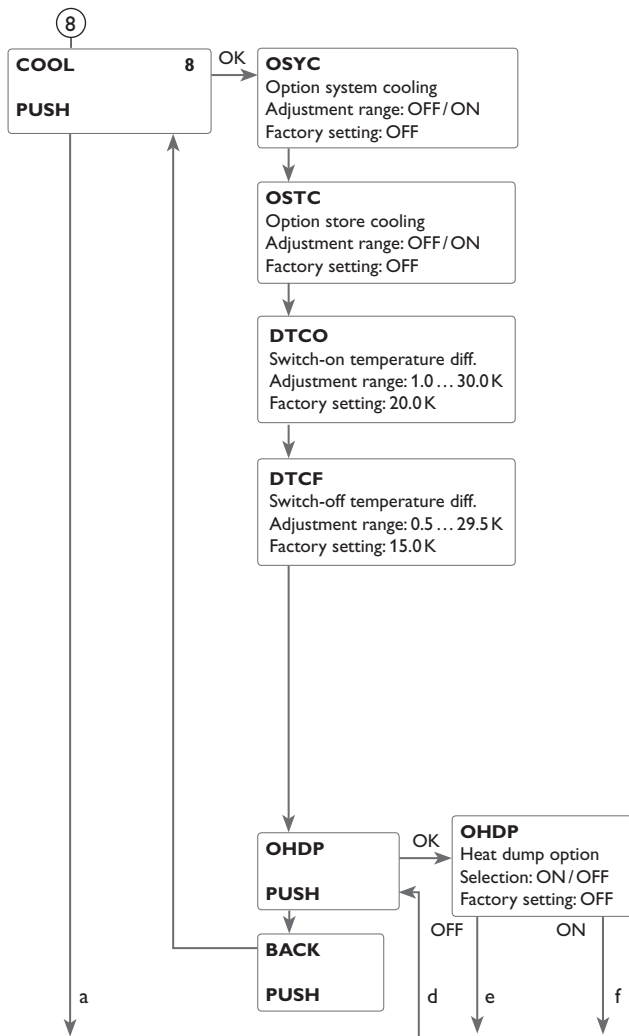 8
COOL 8
PUSH
OK
OSYC
Option system cooling
Adjustment range: OFF / ON
Factory setting: OFF
OSTC
Option store cooling
Adjustment range: OFF / ON
Factory setting: OFF
DTCO
Switch-on temperature diff.
Adjustment range: 1.0 ... 30.0 K
Factory setting: 20.0 K
DTCF
Switch-off temperature diff.
Adjustment range: 0.5 ... 29.5 K
Factory setting: 15.0 K
OHDP
PUSH
OK
OHDP
Heat dump option
Selection: ON / OFF
Factory setting: OFF
BACK
PUSH
OFF
ON
a
d
e
f